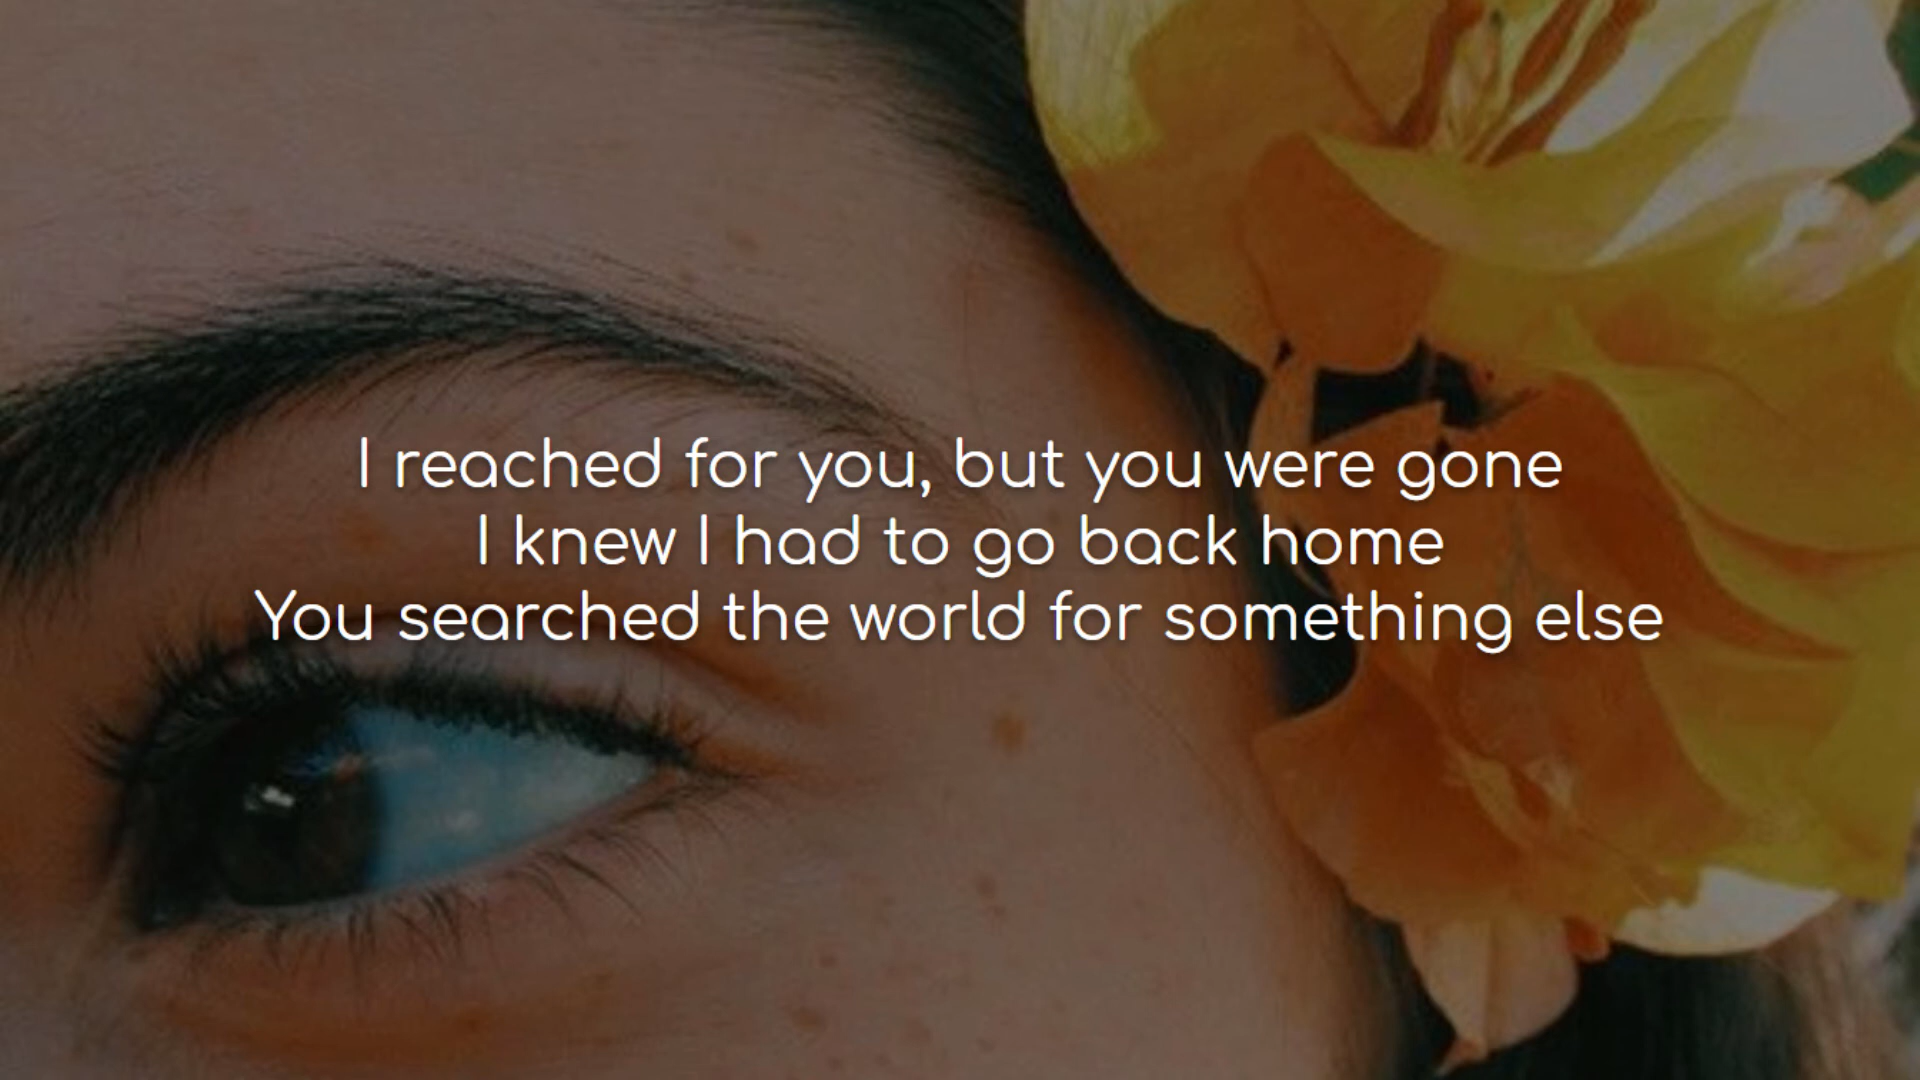 I reached for you, but you were gone
I knew I had to go back home
You searched the world for something else